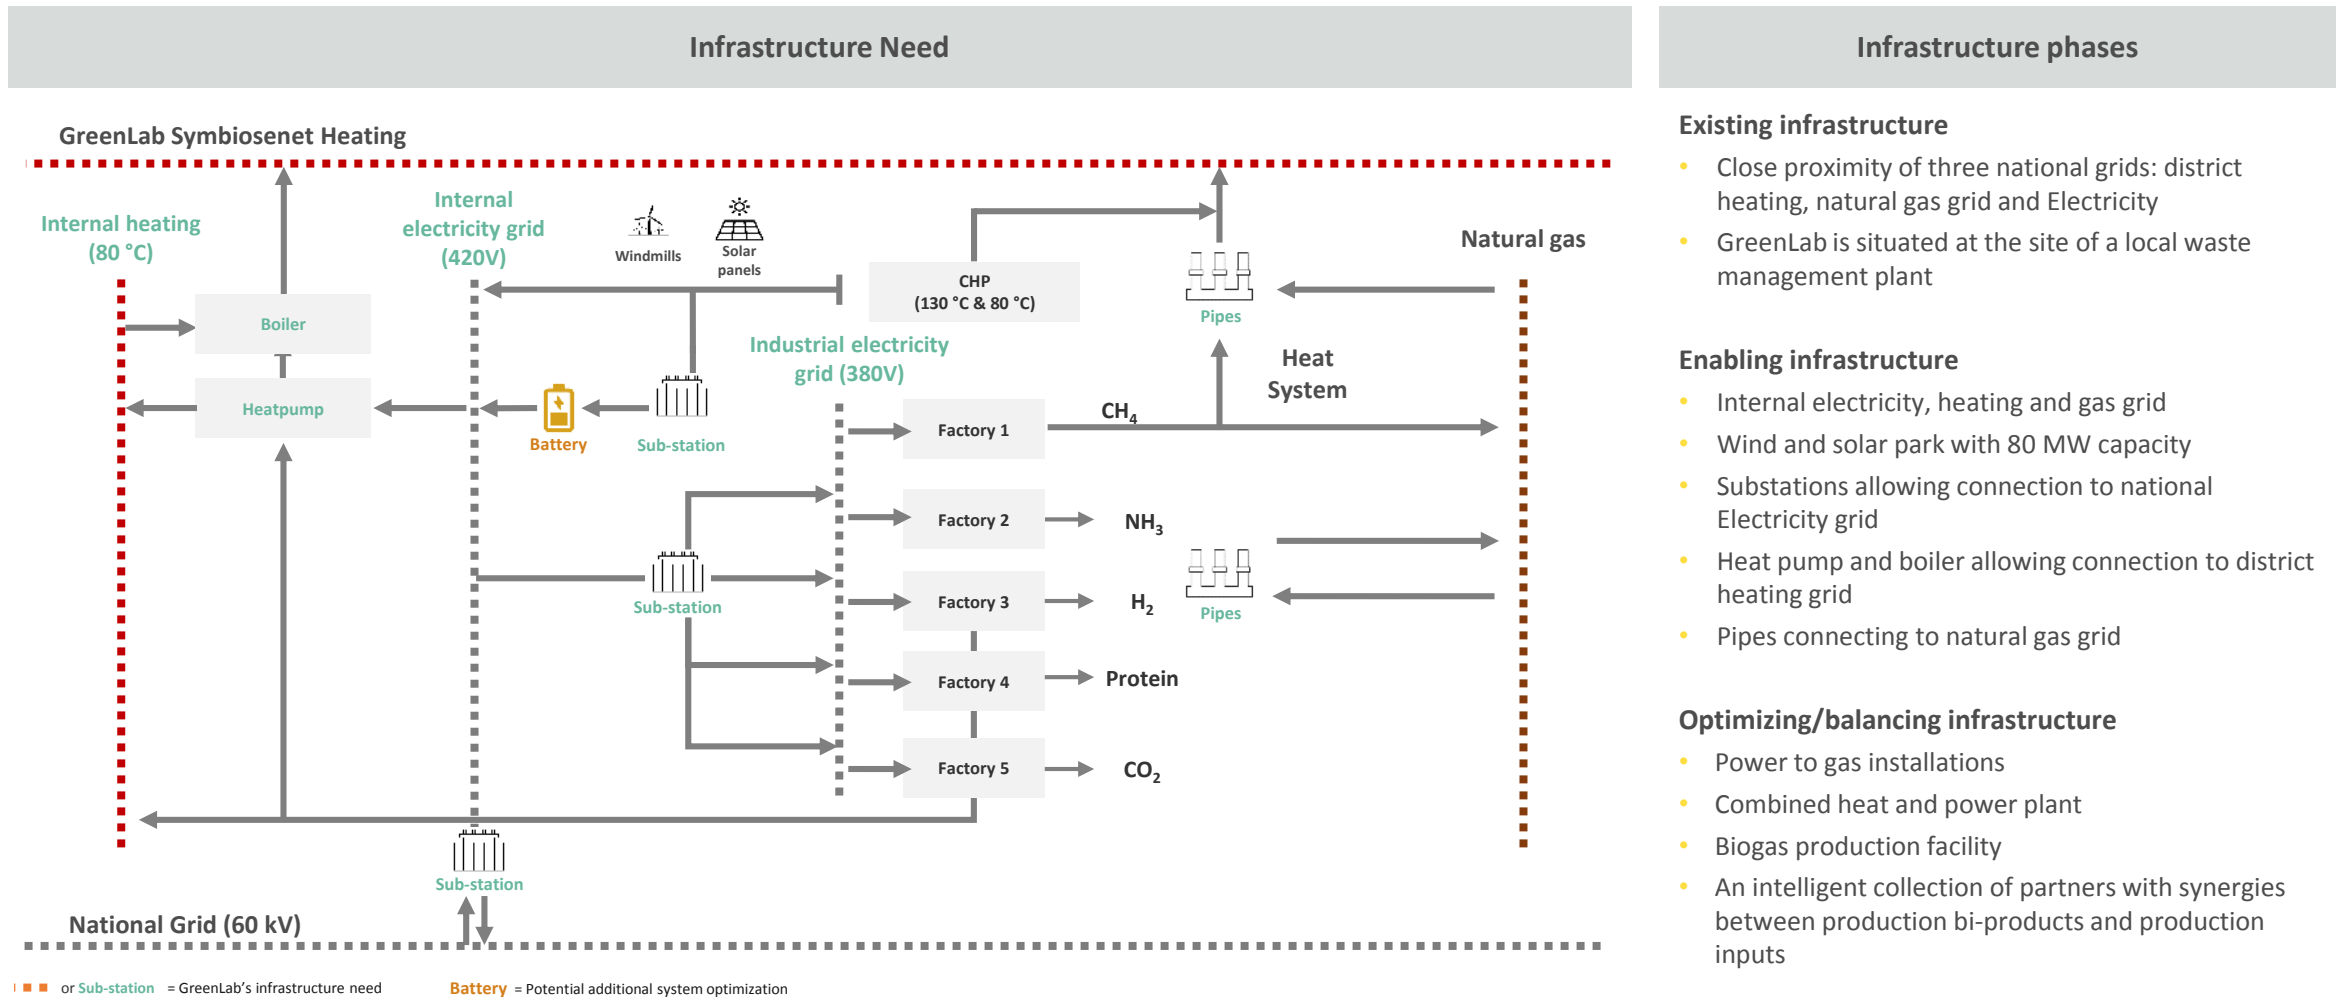 Infrastructure Need
GreenLab Symbiosenet Heating
Internal heating
(80 °C)
Internal
electricity grid
(420V)
Windmills
Solar
panels
CHP
(130 °C & 80 °C)
Natural gas
Pipes
Boiler
Industrial electricity
grid (380V)
Heat
System
Heatpump
Battery
Sub-station
Factory 1
CH4
Factory 2
NH3
Sub-station
Factory 3
H2
Pipes
Factory 4
Protein
Factory 5
CO2
Sub-station
National Grid (60 kV)
or Sub-station = GreenLab's infrastructure need
Battery = Potential additional system optimization
Infrastructure phases
Existing infrastructure
• Close proximity of three national grids: district
heating, natural gas grid and Electricity
• GreenLab is situated at the site of a local waste
management plant
Enabling infrastructure
• Internal electricity, heating and gas grid
• Wind and solar park with 80 MW capacity
• Substations allowing connection to national
Electricity grid
• Heat pump and boiler allowing connection to district
heating grid
• Pipes connecting to natural gas grid
Optimizing/balancing infrastructure
• Power to gas installations
• Combined heat and power plant
• Biogas production facility
• An intelligent collection of partners with synergies
between production bi-products and production
inputs